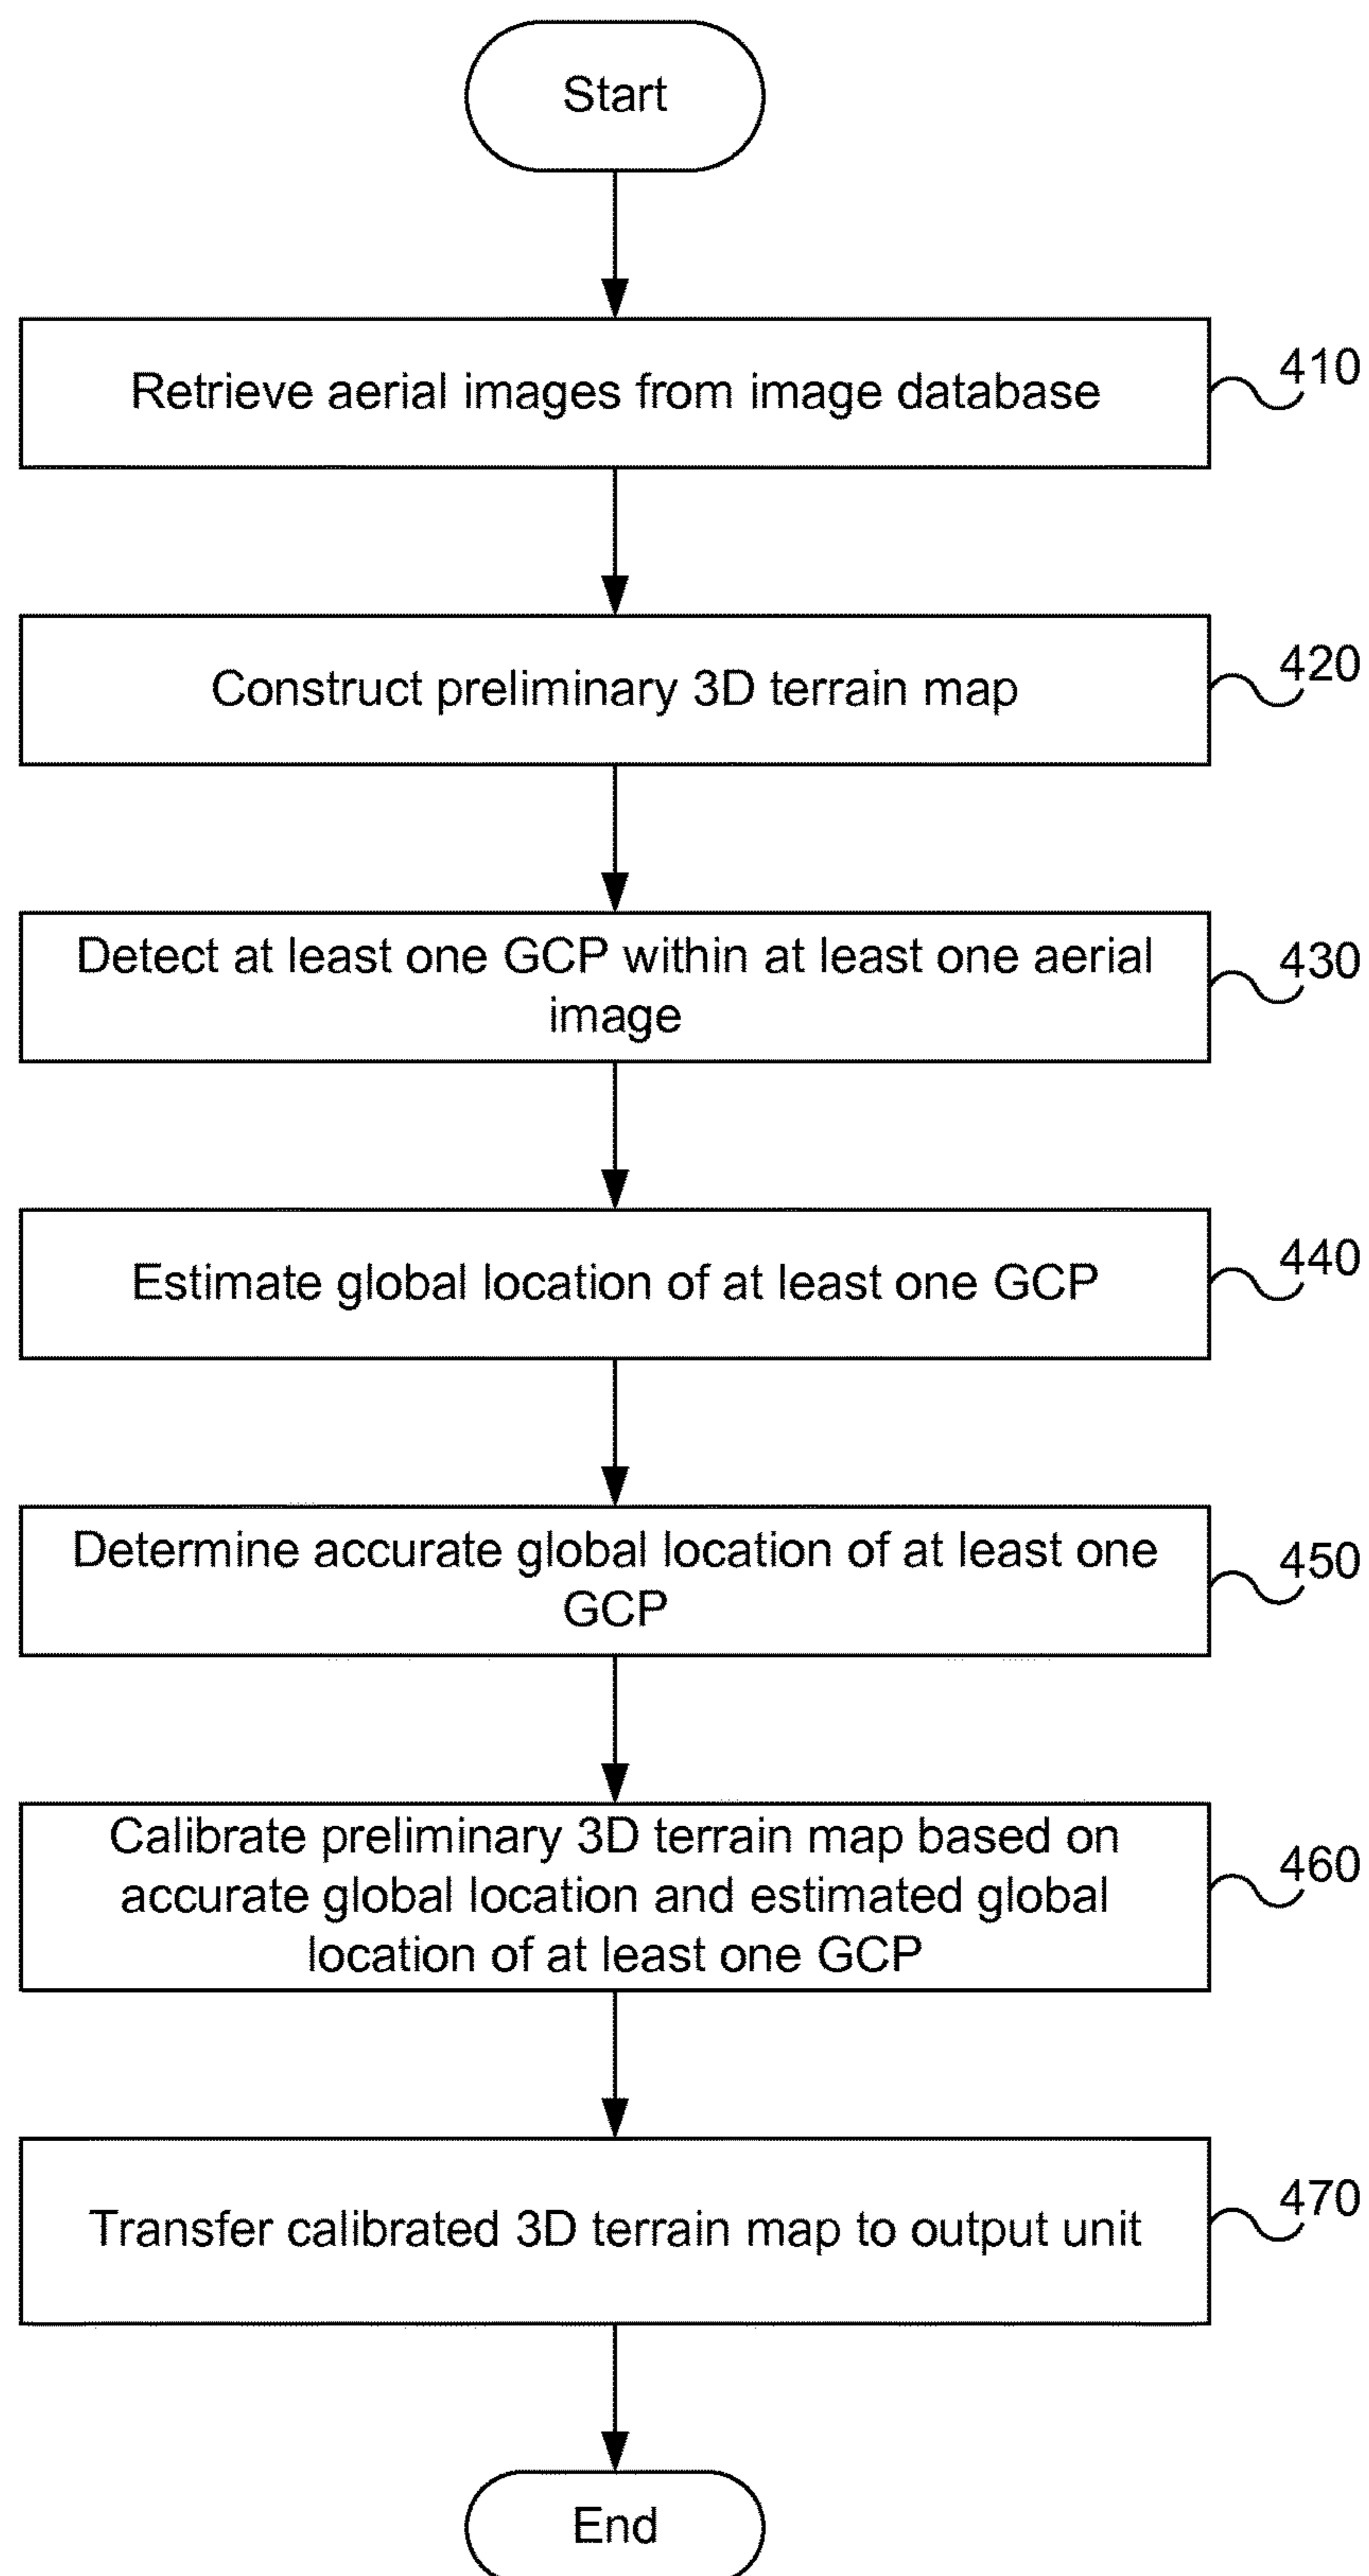 Start
Retrieve aerial images from image database
410
Construct preliminary 3D terrain map
420
Detect at least one GCP within at least one aerial
image
430
Estimate global location of at least one GCP
440
Determine accurate global location of at least one
GCP
450
Calibrate preliminary 3D terrain map based on
accurate global location and estimated global
location of at least one GCP
460
Transfer calibrated 3D terrain map to output unit
470
End